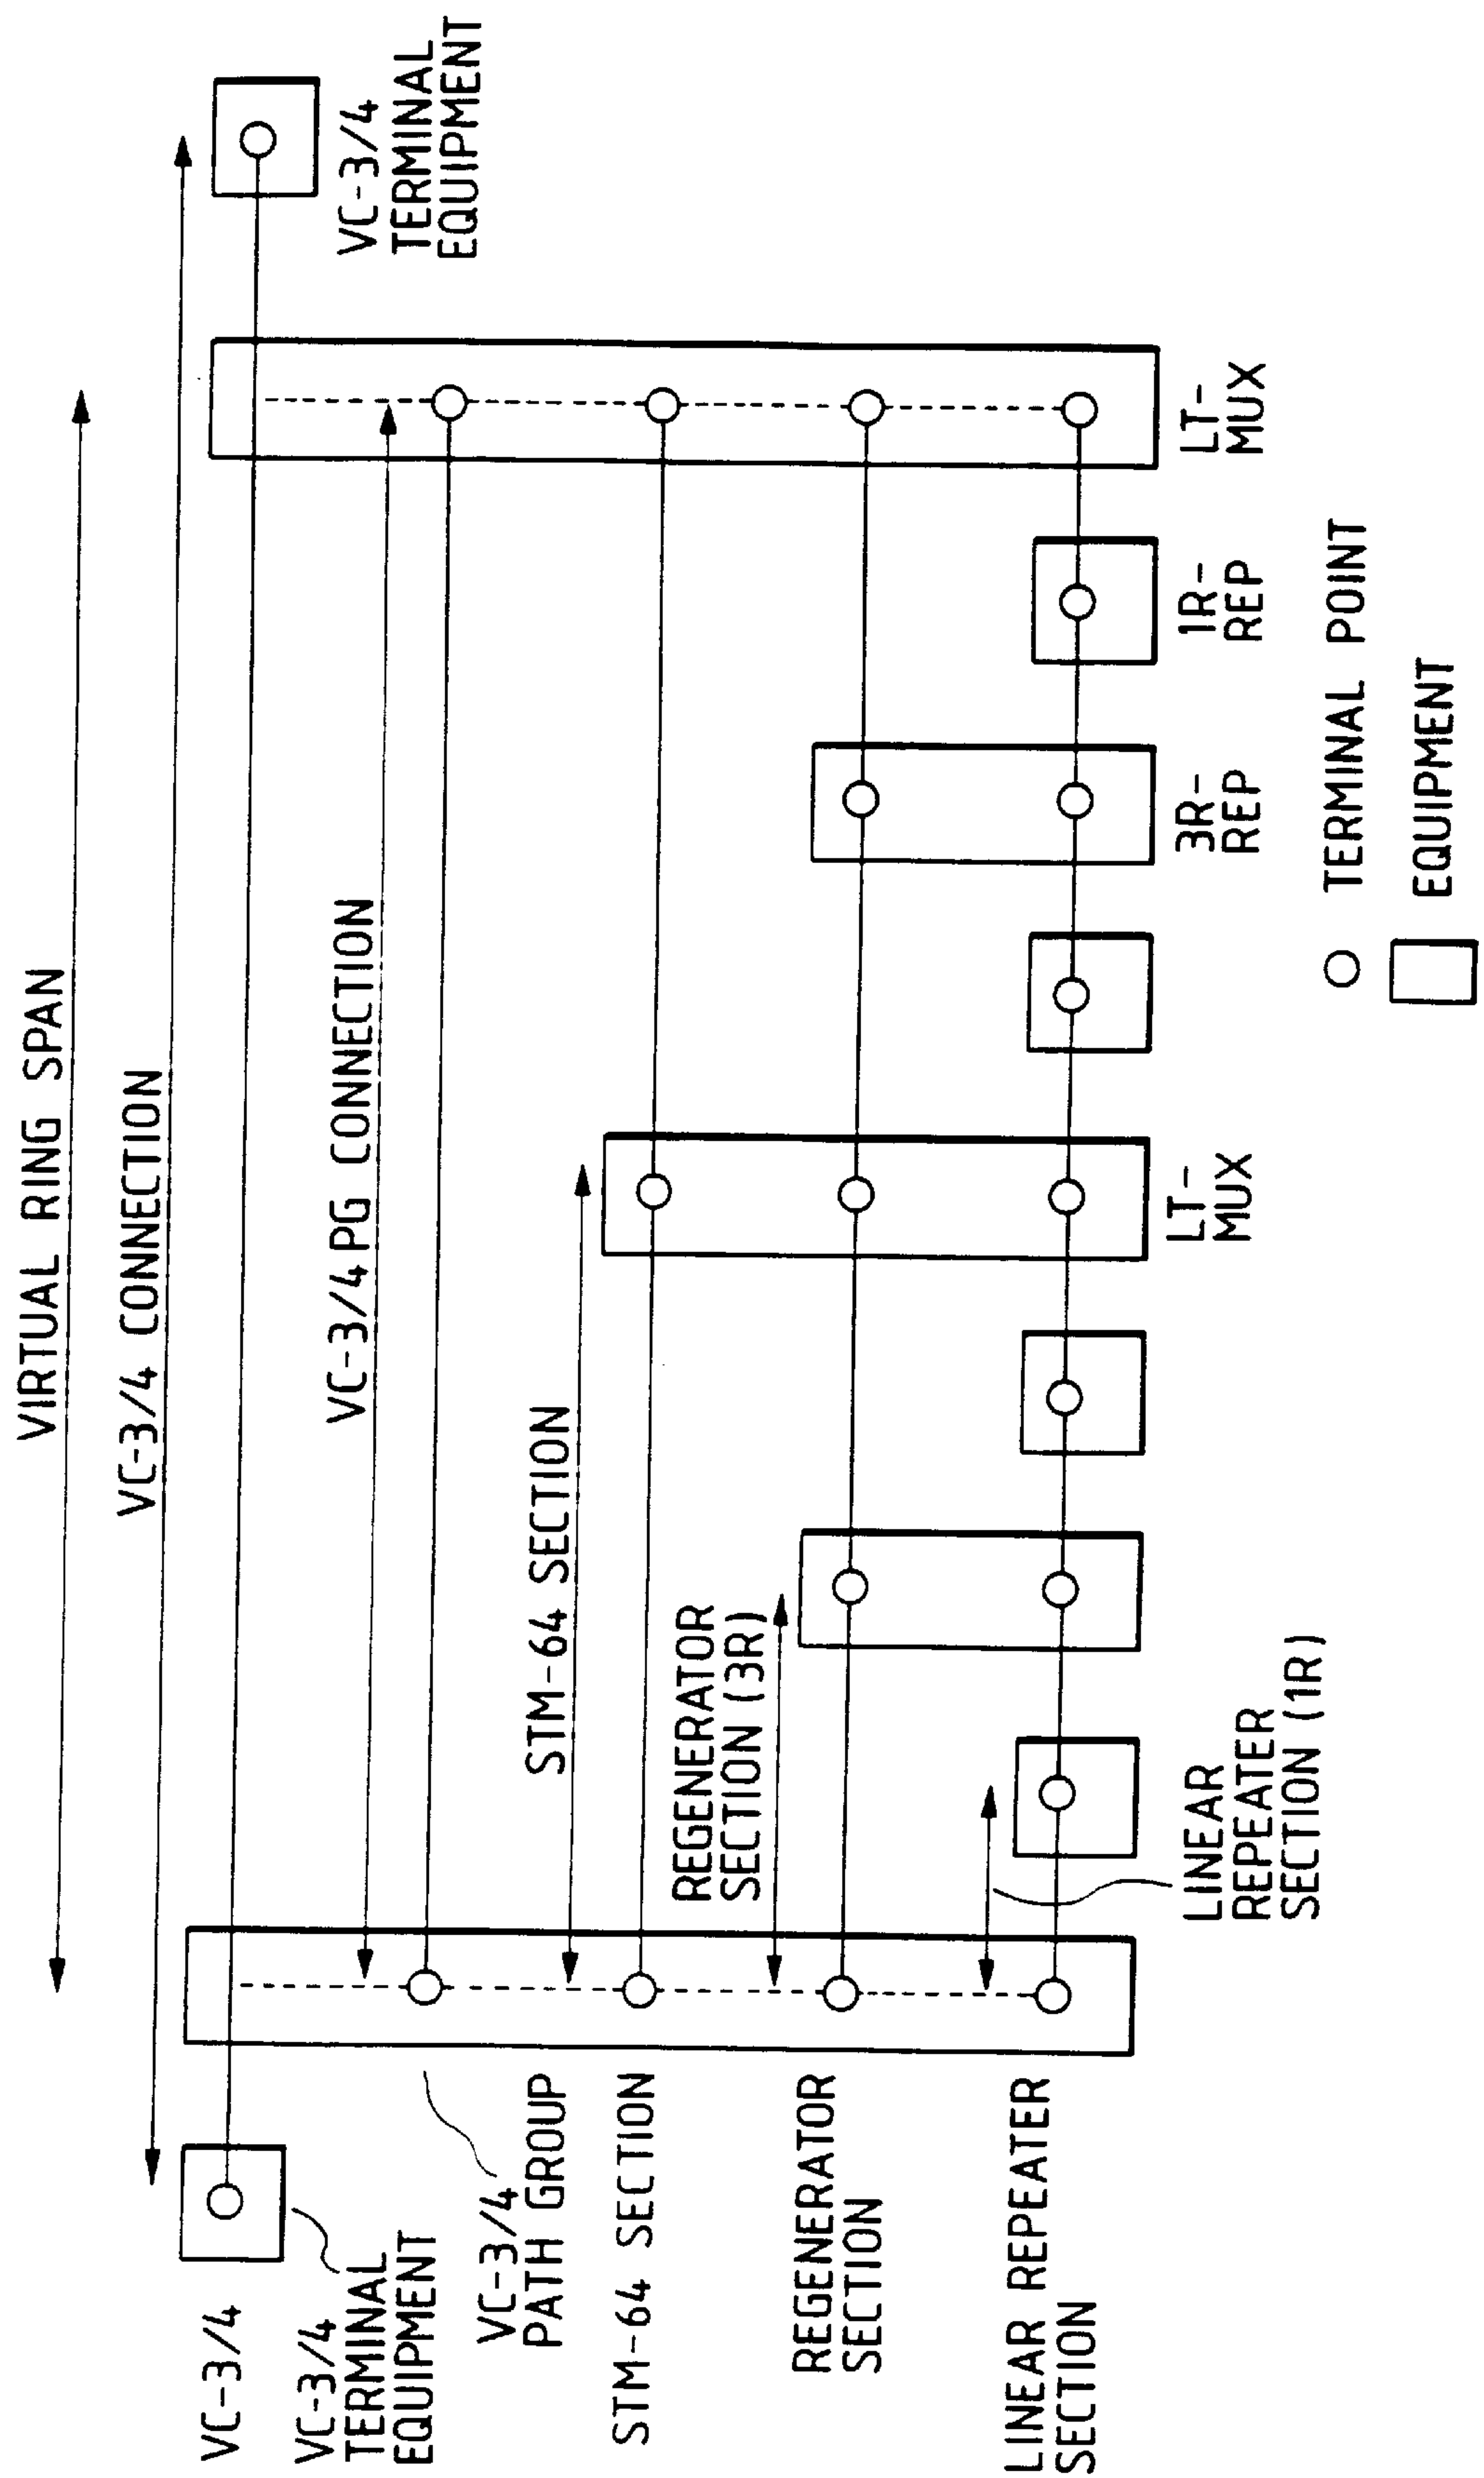 VIRTUAL RING SPAN
VC-3/4 CONNECTION
VC-3/4
VC-3/4
TERMINAL
EQUIPMENT
VC-3/4
TERMINAL
EQUIPMENT
VC-3/4 PG CONNECTION
VC-3/4
PATH GROUP
STM-64 SECTION
STM-64 SECTION
REGENERATOR
SECTION (3R)
REGENERATOR
SECTION
LINEAR REPEATER
SECTION
LINEAR
REPEATER
SECTION (1R)
LT-
MUX
3R-
REP
1R-
REP
LT-
MUX
TERMINAL POINT
EQUIPMENT